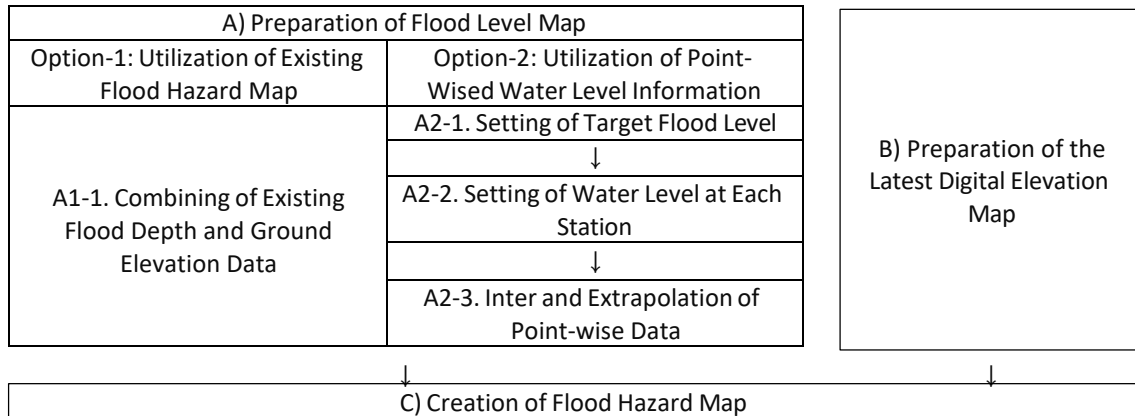 A) Preparation of Flood Level Map
Option-1: Utilization of Existing
Flood Hazard Map
Option-2: Utilization of Point-
Wised Water Level Information
A1-1. Combining of Existing
Flood Depth and Ground
Elevation Data
A2-1. Setting of Target Flood Level
↓
A2-2. Setting of Water Level at Each
Station
↓
A2-3. Inter and Extrapolation of
Point-wise Data
B) Preparation of the
Latest Digital Elevation
Map
↓
↓
C) Creation of Flood Hazard Map